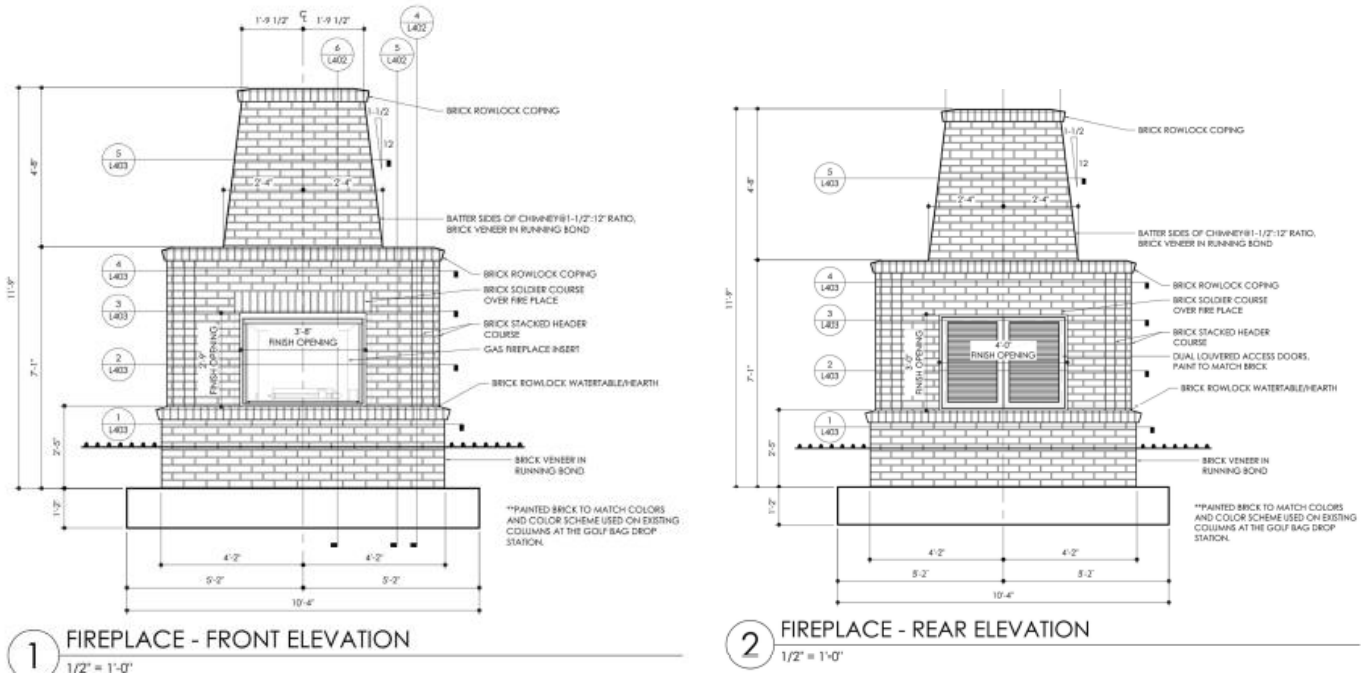 1'-9 1/2"
℄
1'-9 1/2"
4
L402
6
L402
5
L402
BRICK ROWLOCK COPING
1-1/2
12
5
L403
4'-8"
2'-4"
2'-4"
BATTER SIDES OF CHIMNEY@1-1/2":12" RATIO,
BRICK VENEER IN RUNNING BOND
11'-9"
4
L403
BRICK ROWLOCK COPING
BRICK SOLDIER COURSE
OVER FIRE PLACE
3
L403
BRICK STACKED HEADER
COURSE
3'-8"
FINISH OPENING
2'-9"
FINISH OPENING
GAS FIREPLACE INSERT
7'-1"
2
L403
BRICK ROWLOCK WATERTABLE/HEARTH
1
L403
2'-5"
BRICK VENEER IN
RUNNING BOND
1'-2"
**PAINTED BRICK TO MATCH COLORS
AND COLOR SCHEME USED ON EXISTING
COLUMNS AT THE GOLF BAG DROP
STATION.
4'-2"
4'-2"
5'-2"
5'-2"
10'-4"
1
FIREPLACE - FRONT ELEVATION
1/2" = 1'-0"
BRICK ROWLOCK COPING
1-1/2
12
5
L403
4'-8"
2'-4"
2'-4"
BATTER SIDES OF CHIMNEY@1-1/2":12" RATIO,
BRICK VENEER IN RUNNING BOND
11'-9"
4
L403
BRICK ROWLOCK COPING
BRICK SOLDIER COURSE
OVER FIRE PLACE
3
L403
BRICK STACKED HEADER
COURSE
4'-0"
FINISH OPENING
3'-0"
FINISH OPENING
DUAL LOUVERED ACCESS DOORS,
PAINT TO MATCH BRICK
7'-1"
2
L403
BRICK ROWLOCK WATERTABLE/HEARTH
1
L403
2'-5"
BRICK VENEER IN
RUNNING BOND
1'-2"
**PAINTED BRICK TO MATCH COLORS
AND COLOR SCHEME USED ON EXISTING
COLUMNS AT THE GOLF BAG DROP
STATION.
4'-2"
4'-2"
5'-2"
5'-2"
10'-4"
2
FIREPLACE - REAR ELEVATION
1/2" = 1'-0"